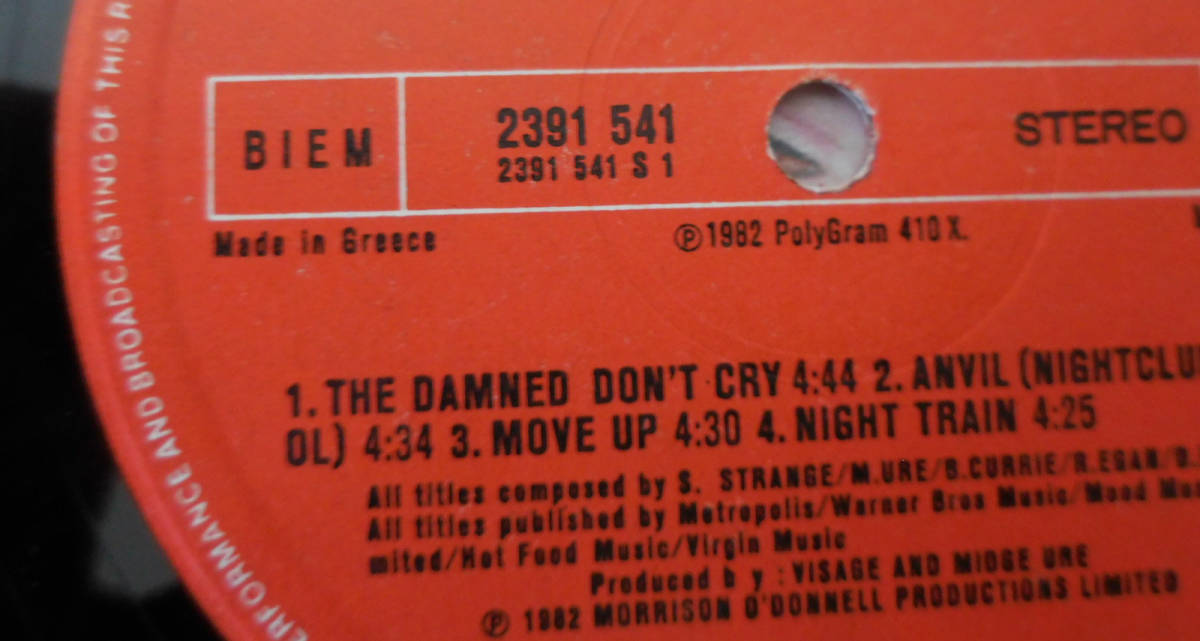 PERFORMANCE AND BROADCASTING OF THIS R
BIEM
2391 541
2391 541 S 1
STEREO
Made in Greece
℗1982 PolyGram 410 X.
1. THE DAMNED DON'T CRY 4:44 2. ANVIL (NIGHTCLU
OL) 4:34 3. MOVE UP 4:30 4. NIGHT TRAIN 4:25
All titles composed by S. STRANGE/M.URE/B.CURRIE/R.EGAN/
All titles published by Metropolis/Warner Bros Music/Mood
mited/Hot Food Music/Virgin Music
Produced by : VISAGE AND MIDGE URE
℗ 1982 MORRISON O'DONNELL PRODUCTIONS LIMITED